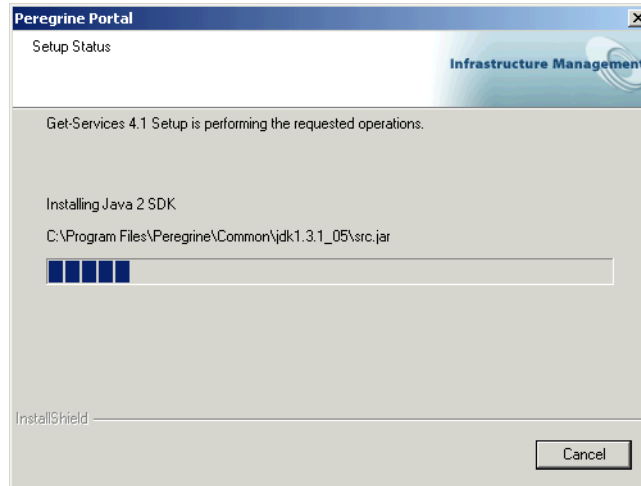 Peregrine Portal
Setup Status
Infrastructure Management
Get-Services 4.1 Setup is performing the requested operations.
Installing Java 2 SDK
C:\Program Files\Peregrine\Common\jdk1.3.1_05\src.jar
InstallShield
Cancel